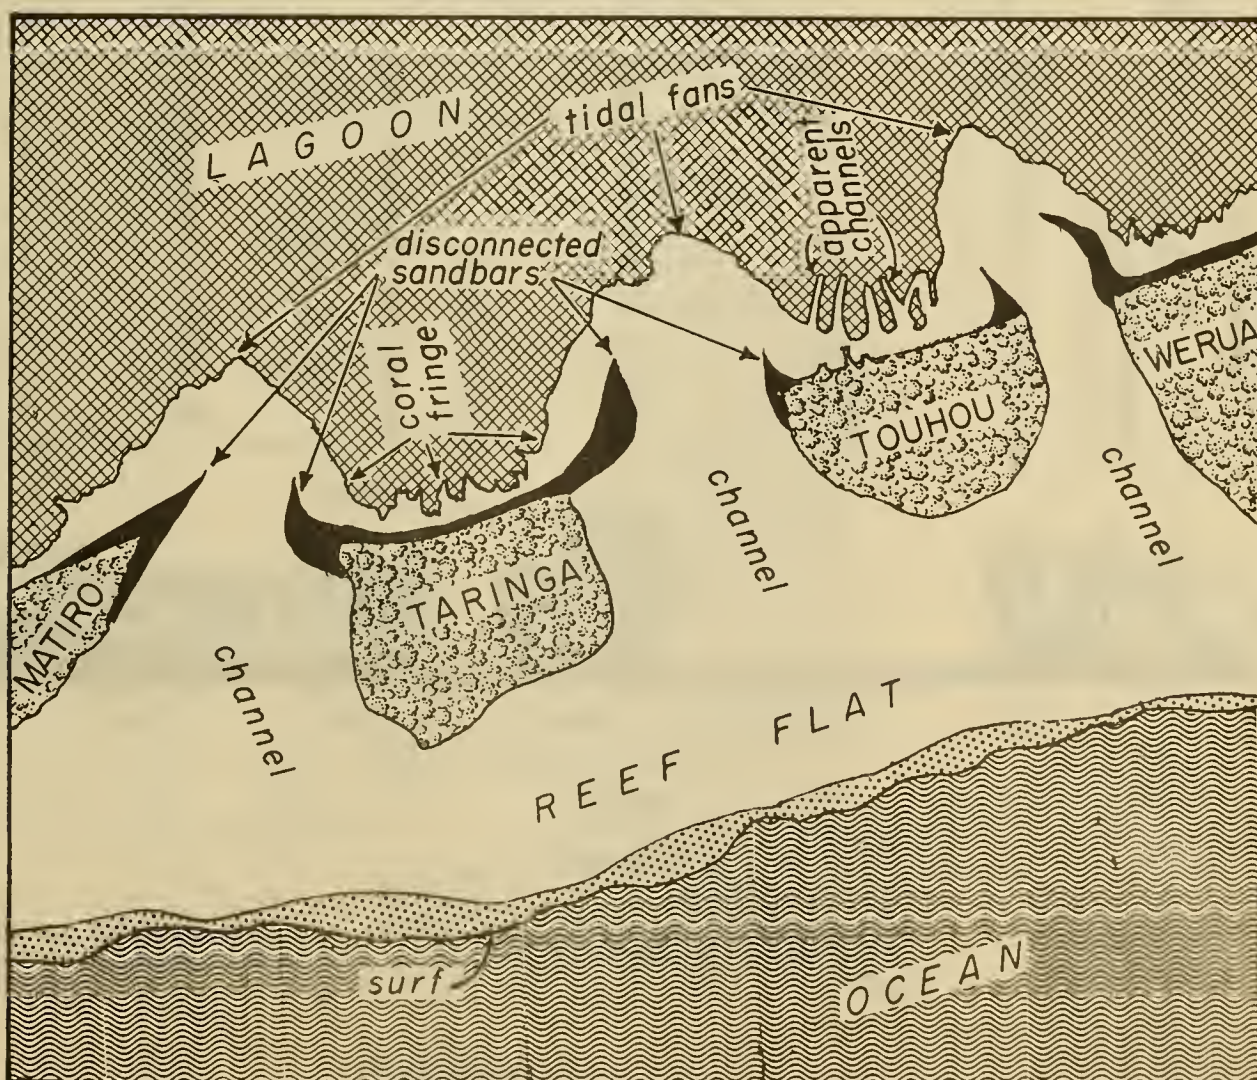 LAGOON
tidal fans
apparent
channels
disconnected
sandbars
coral
fringe
WERUA
TOUHOU
channel
channel
TARINGA
MATIRO
channel
REEF FLAT
OCEAN
surf